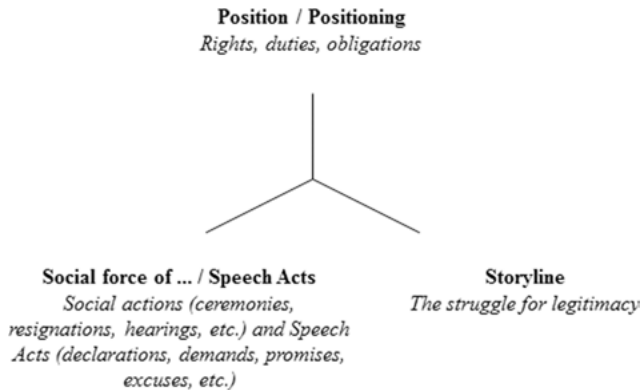 Position / Positioning
Rights, duties, obligations
Social force of ... / Speech Acts
Social actions (ceremonies,
resignations, hearings, etc.) and Speech
Acts (declarations, demands, promises,
excuses, etc.)
Storyline
The struggle for legitimacy